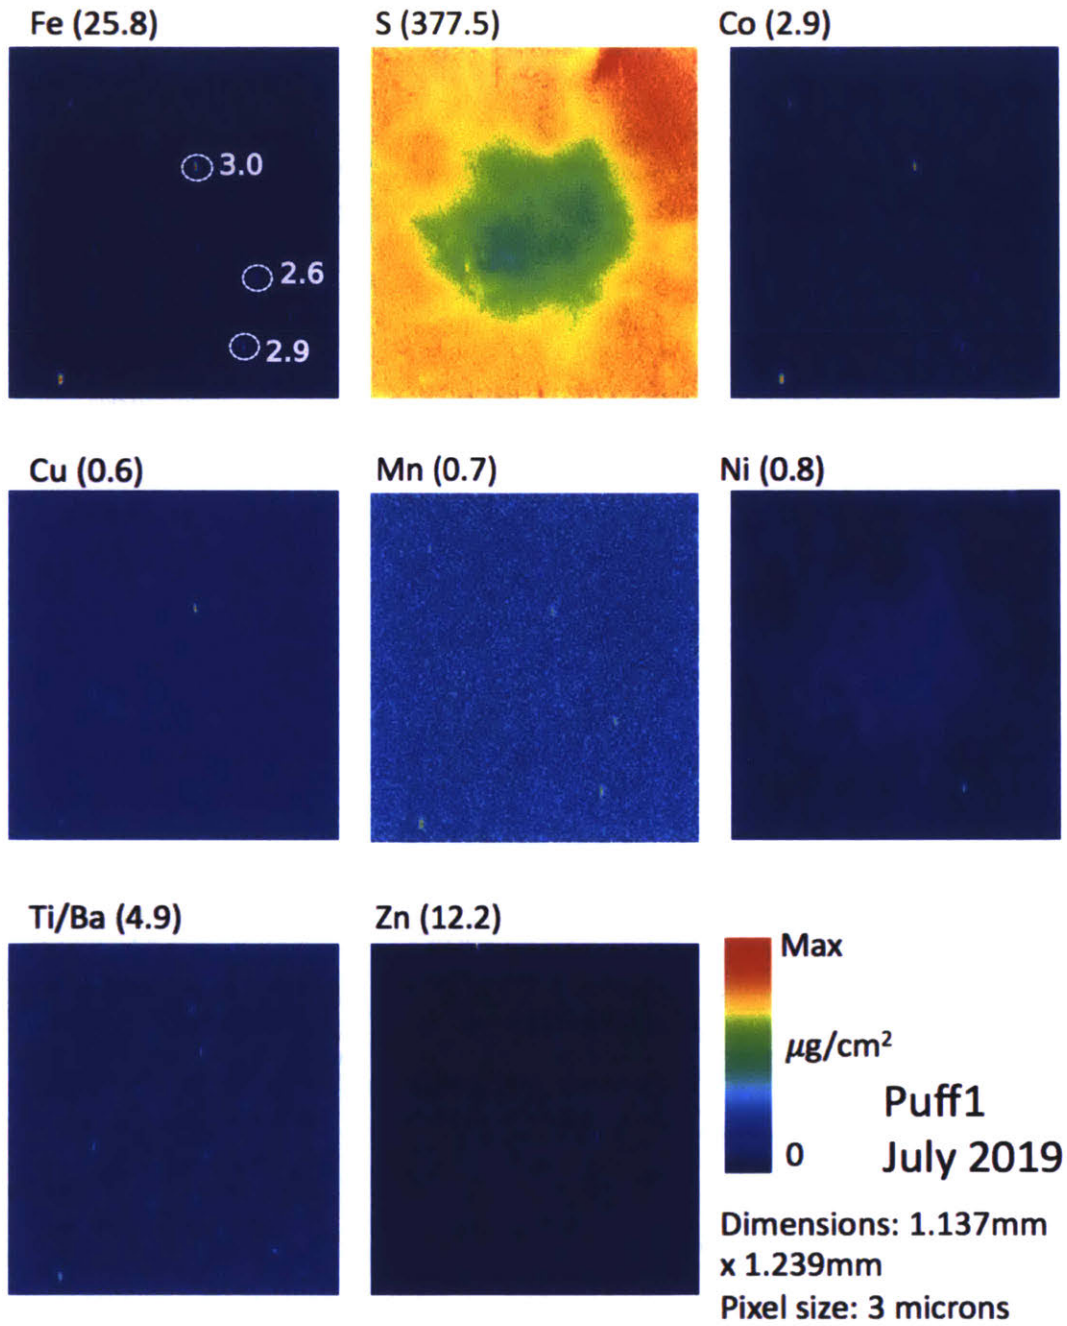 Fe (25.8)
S (377.5)
Co (2.9)
3.0
2.6
2.9
Cu (0.6)
Mn (0.7)
Ni (0.8)
Ti/Ba (4.9)
Zn (12.2)
Max
μg/cm²
0
Puff1
July 2019
Dimensions: 1.137mm
x 1.239mm
Pixel size: 3 microns